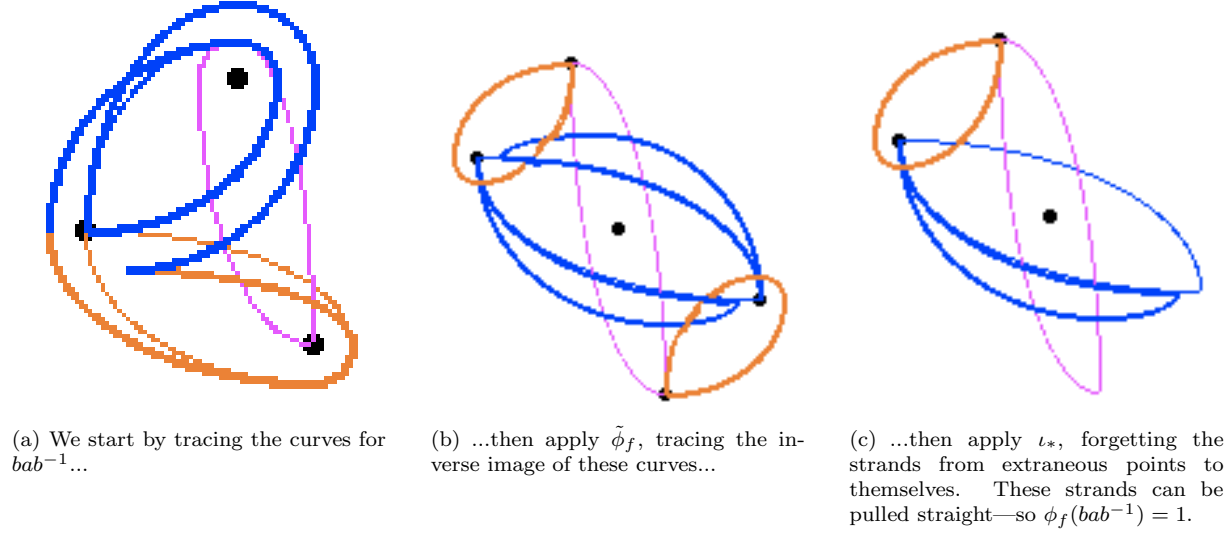 (a) We start by tracing the curves for
bab⁻¹...
(b) ...then apply ϕ̃_f, tracing the in-
verse image of these curves...
(c) ...then apply ι_*, forgetting the
strands from extraneous points to
themselves. These strands can be
pulled straight—so ϕ_f(bab⁻¹) = 1.